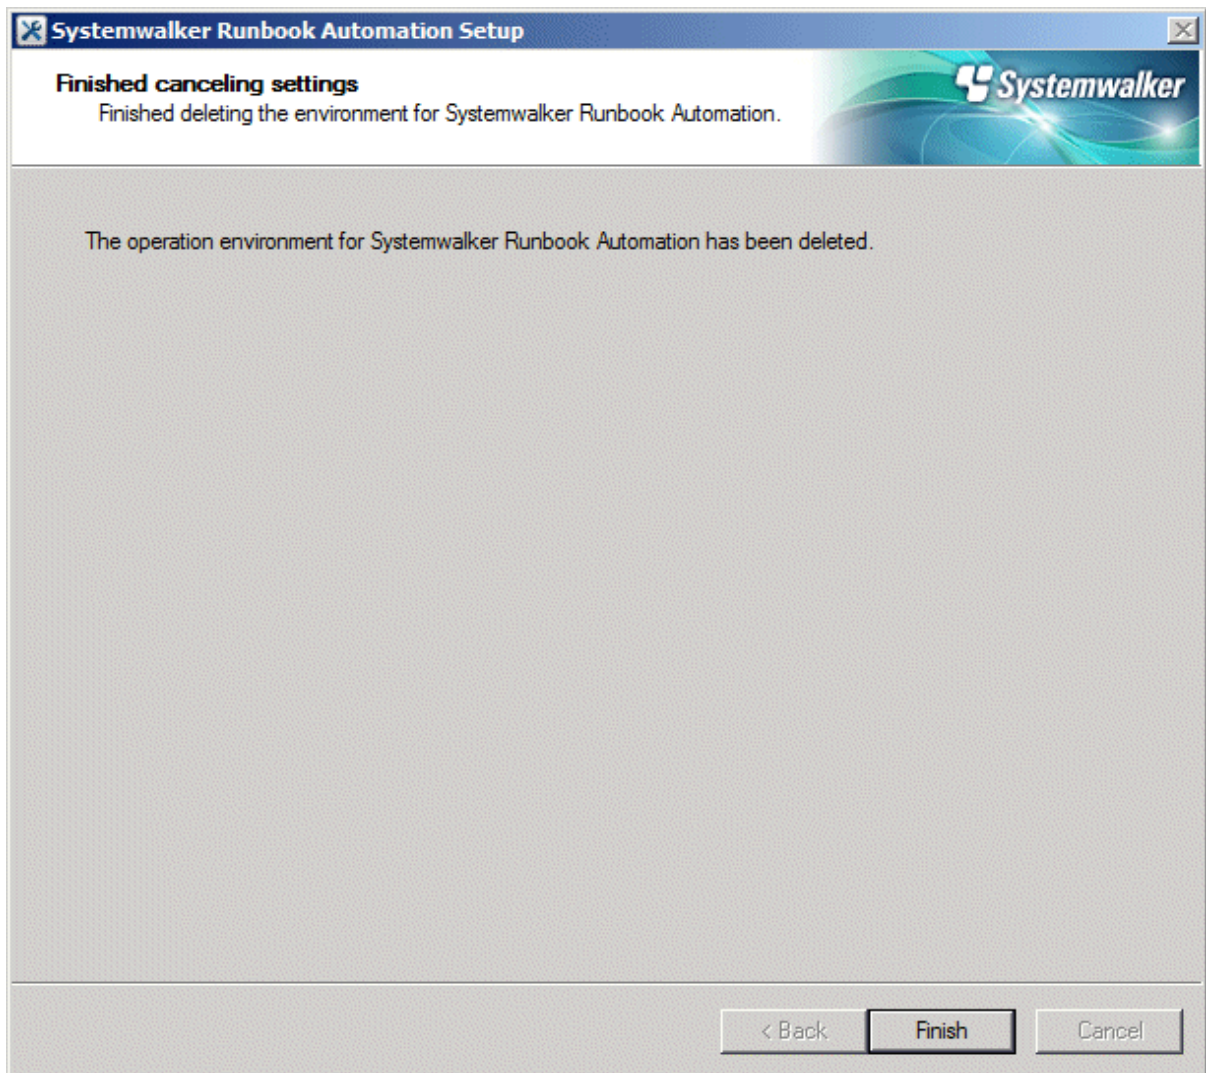 Systemwalker Runbook Automation Setup
Finished canceling settings
Finished deleting the environment for Systemwalker Runbook Automation.
Systemwalker
The operation environment for Systemwalker Runbook Automation has been deleted.
< Back
Finish
Cancel